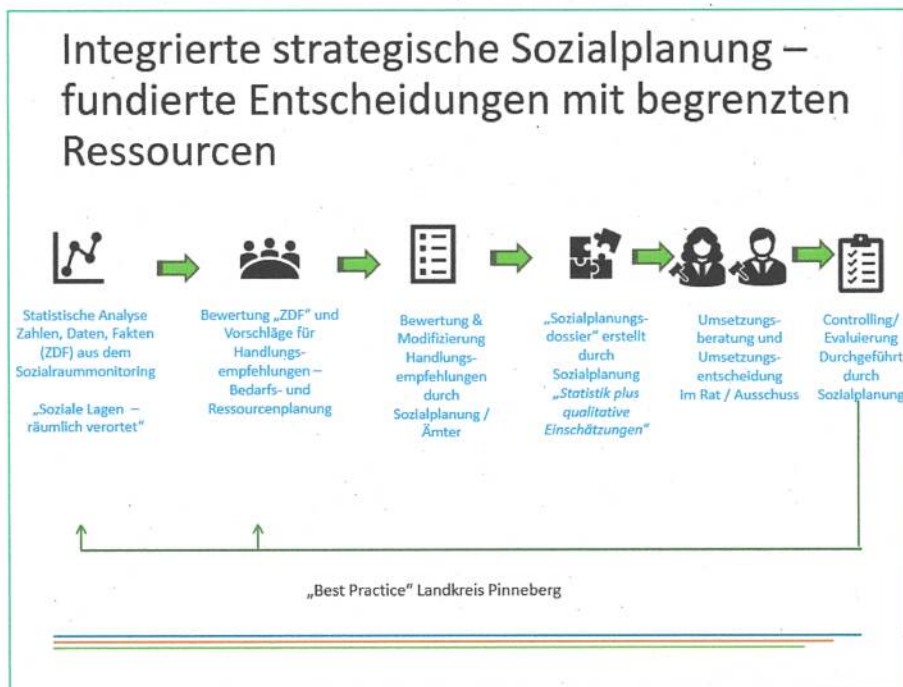 Integrierte strategische Sozialplanung –
fundierte Entscheidungen mit begrenzten
Ressourcen
Statistische Analyse
Zahlen, Daten, Fakten
(ZDF) aus dem
Sozialraummonitoring
„Soziale Lagen –
räumlich verortet“
Bewertung „ZDF“ und
Vorschläge für
Handlungs-
empfehlungen –
Bedarfs- und
Ressourcenplanung
Bewertung &
Modifizierung
Handlungs-
empfehlungen
durch
Sozialplanung /
Ämter
„Sozialplanungs-
dossier“ erstellt
durch
Sozialplanung
„Statistik plus
qualitative
Einschätzungen“
Umsetzungs-
beratung und
Umsetzungs-
entscheidung
im Rat / Ausschuss
Controlling/
Evaluierung
Durchgeführt
durch
Sozialplanung
„Best Practice“ Landkreis Pinneberg